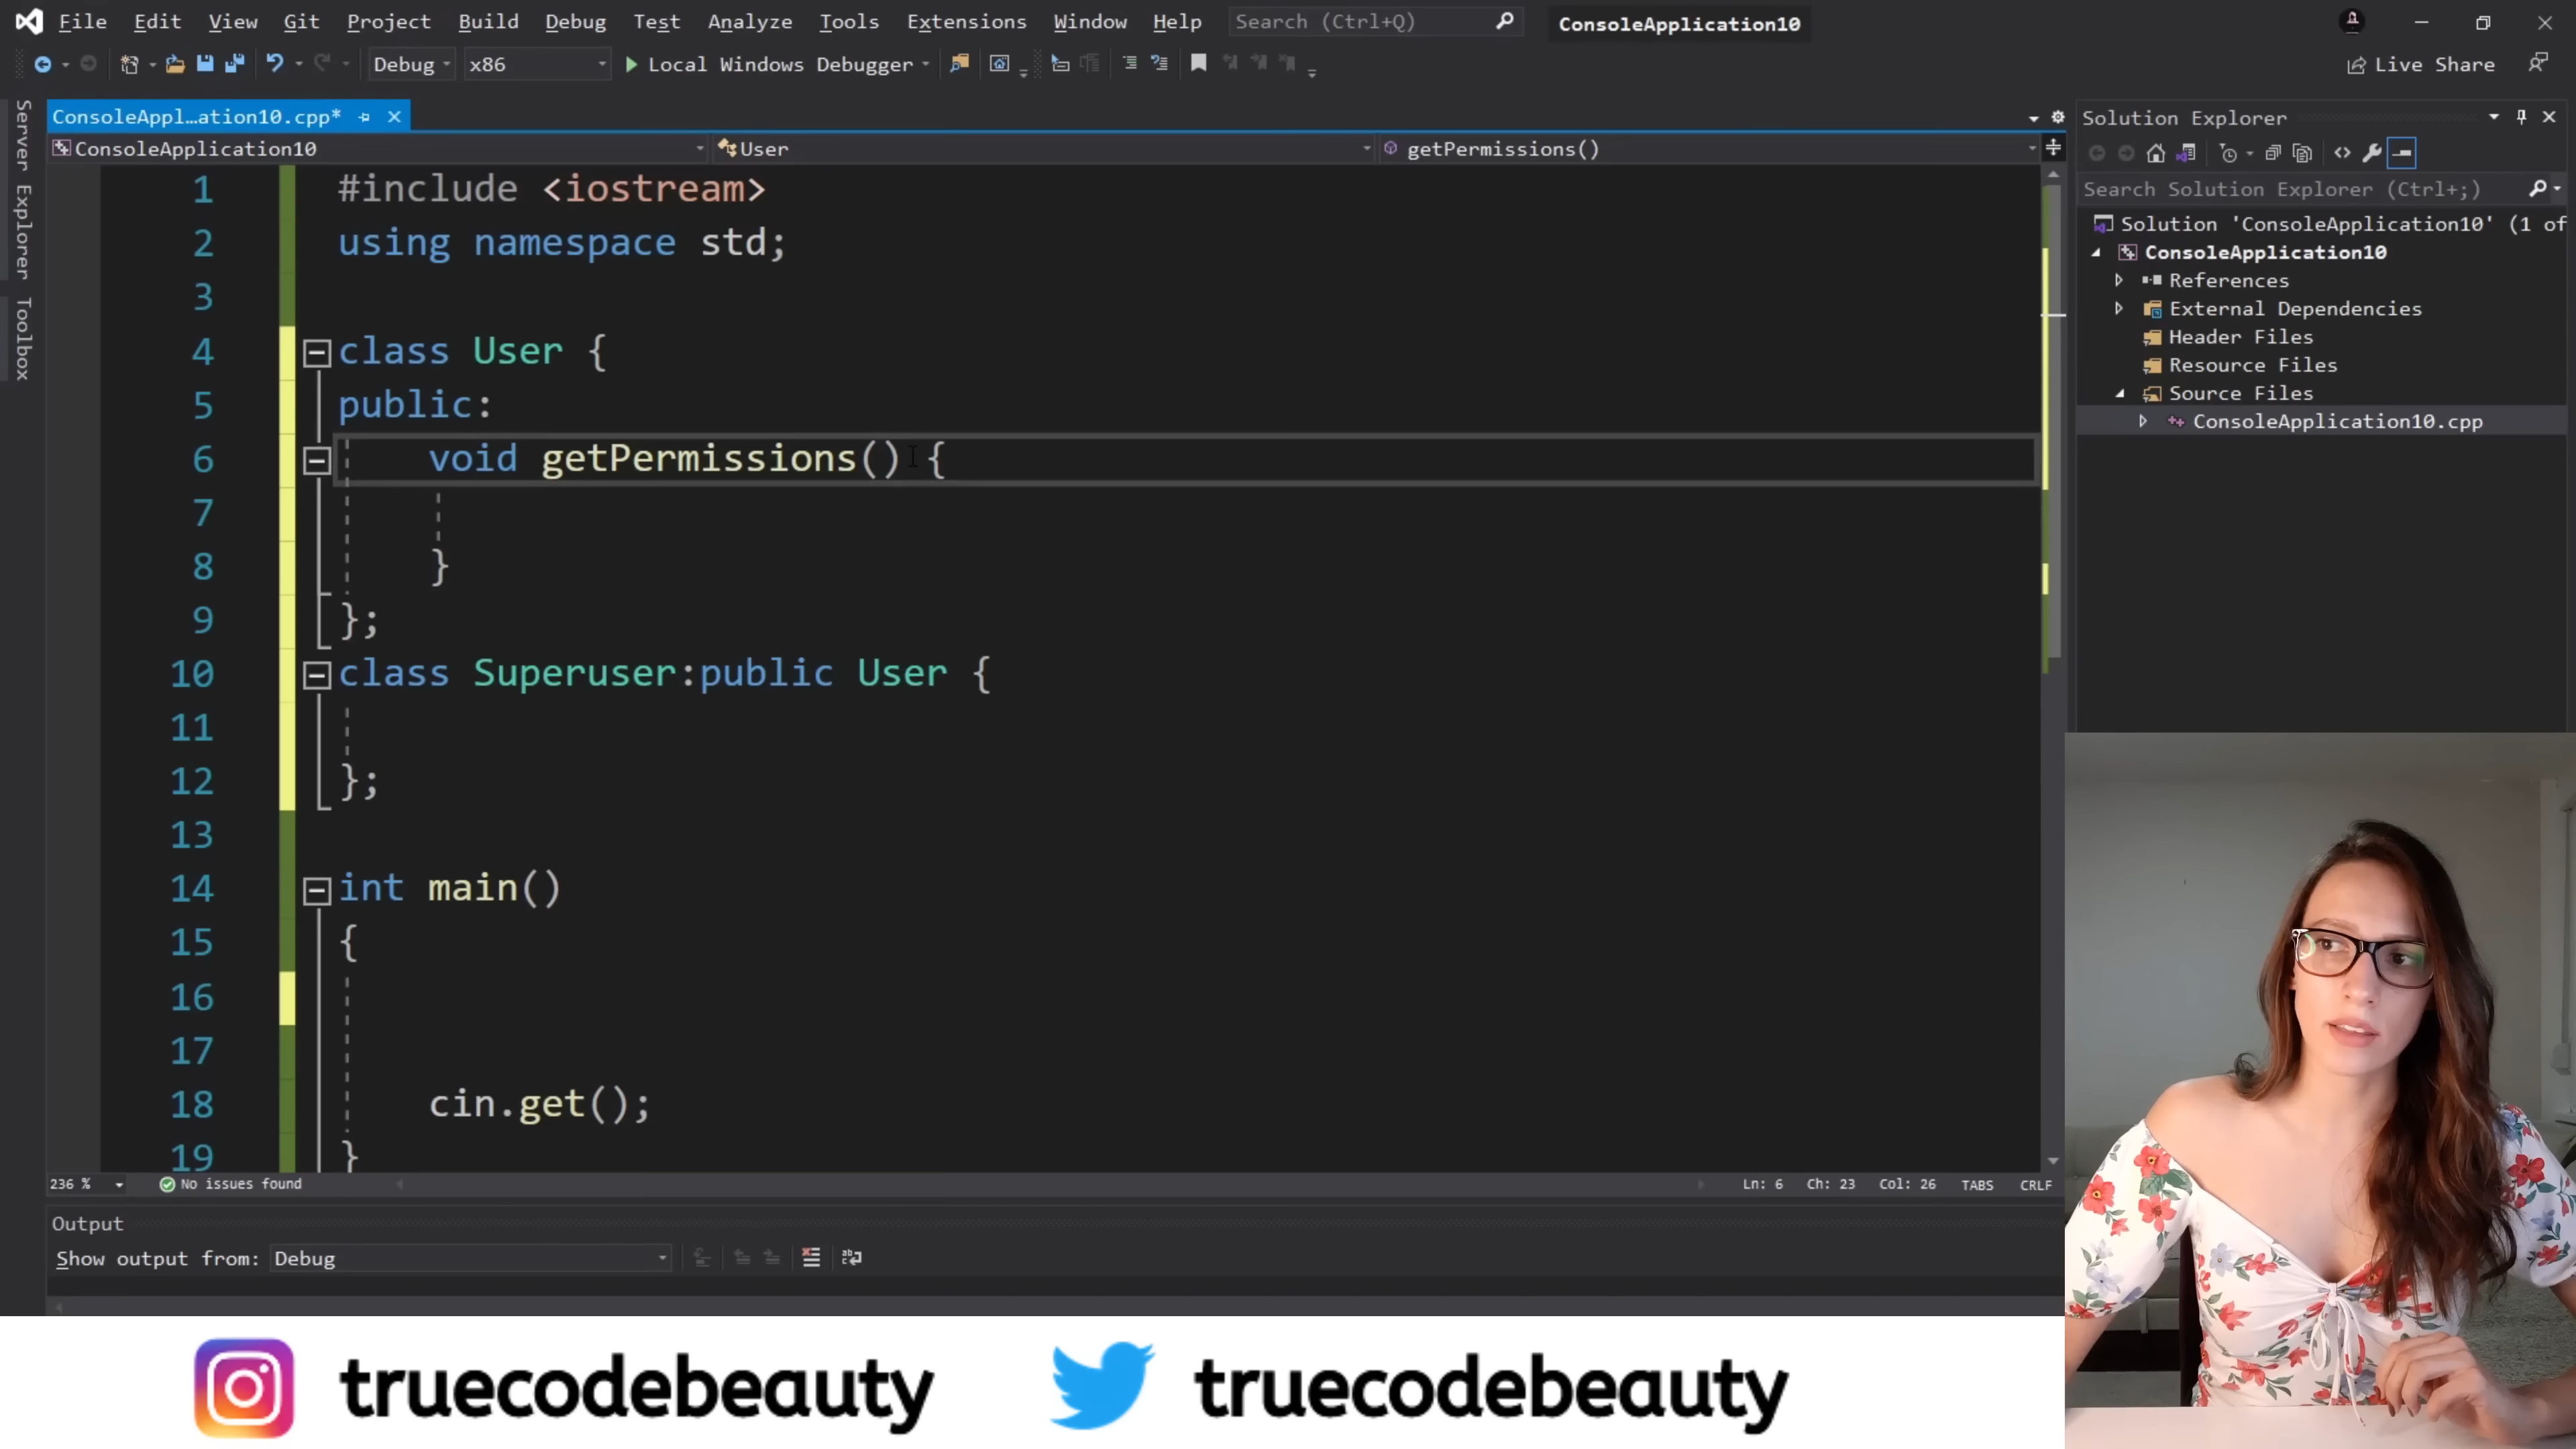 File Edit View Git Project Build Debug Test Analyze Tools Extensions Window Help Search (Ctrl+Q) ConsoleApplication10
Debug x86 Local Windows Debugger Live Share
Server Explorer
Toolbox
ConsoleAppl...ation10.cpp*
ConsoleApplication10 User getPermissions()
1 #include <iostream>
2 using namespace std;
3
4 class User {
5 public:
6 void getPermissions() {
7
8 }
9 };
10 class Superuser:public User {
11
12 };
13
14 int main()
15 {
16
17
18 cin.get();
19 }
236 % No issues found Ln: 6 Ch: 23 Col: 26 TABS CRLF
Output
Show output from: Debug
Solution Explorer
Search Solution Explorer (Ctrl+;)
Solution 'ConsoleApplication10' (1 of
ConsoleApplication10
References
External Dependencies
Header Files
Resource Files
Source Files
ConsoleApplication10.cpp
truecodebeauty truecodebeauty